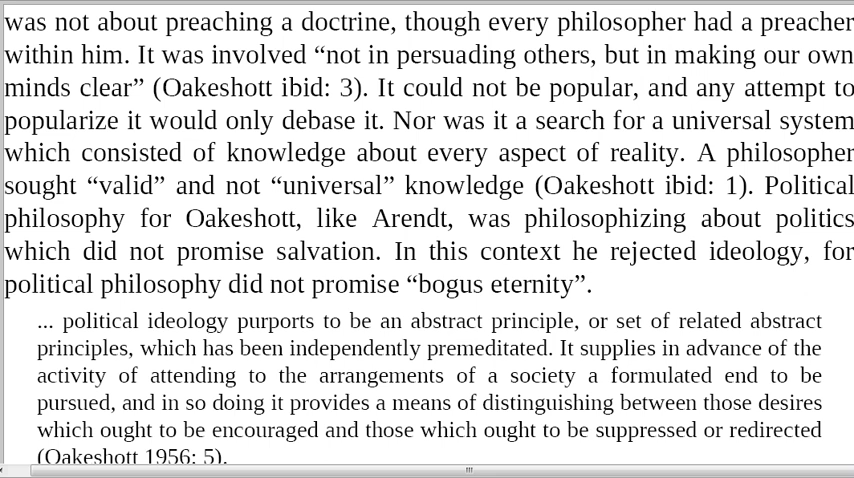 was not about preaching a doctrine, though every philosopher had a preacher
within him. It was involved “not in persuading others, but in making our own
minds clear” (Oakeshott ibid: 3). It could not be popular, and any attempt to
popularize it would only debase it. Nor was it a search for a universal system
which consisted of knowledge about every aspect of reality. A philosopher
sought “valid” and not “universal” knowledge (Oakeshott ibid: 1). Political
philosophy for Oakeshott, like Arendt, was philosophizing about politics
which did not promise salvation. In this context he rejected ideology, for
political philosophy did not promise “bogus eternity”.
... political ideology purports to be an abstract principle, or set of related abstract
principles, which has been independently premeditated. It supplies in advance of the
activity of attending to the arrangements of a society a formulated end to be
pursued, and in so doing it provides a means of distinguishing between those desires
which ought to be encouraged and those which ought to be suppressed or redirected
(Oakeshott 1956: 5).